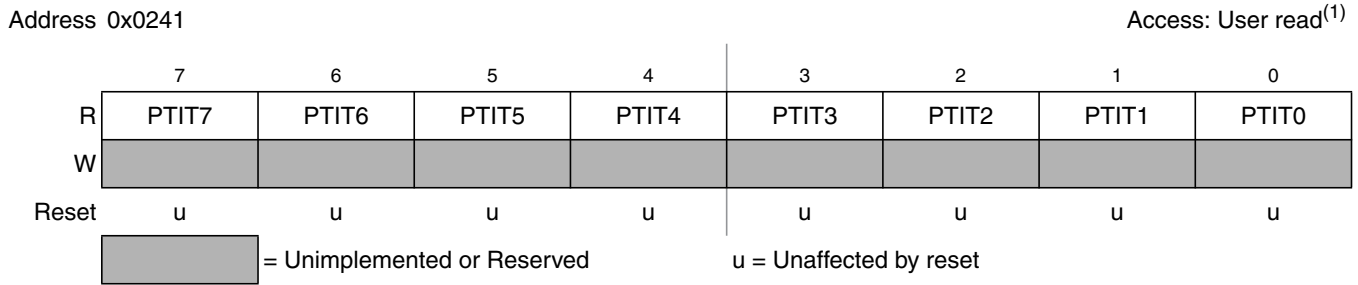 Address 0x0241 Access: User read(1)
7 6 5 4 3 2 1 0
R PTIT7 PTIT6 PTIT5 PTIT4 PTIT3 PTIT2 PTIT1 PTIT0
W
Reset u u u u u u u u
= Unimplemented or Reserved u = Unaffected by reset